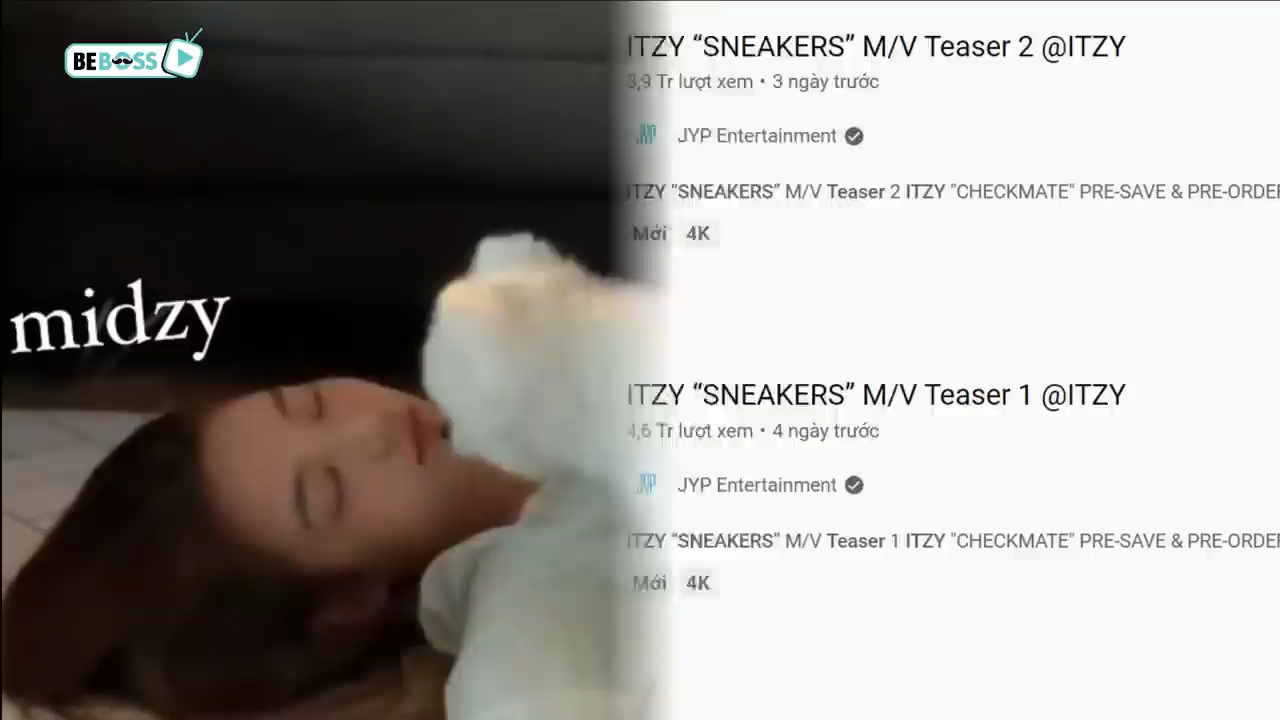 BEBOSS
midzy
ITZY “SNEAKERS” M/V Teaser 2 @ITZY
3,9 Tr lượt xem • 3 ngày trước
JYP Entertainment
ITZY "SNEAKERS" M/V Teaser 2 ITZY "CHECKMATE" PRE-SAVE & PRE-ORDER
Mới 4K
ITZY “SNEAKERS” M/V Teaser 1 @ITZY
4,6 Tr lượt xem • 4 ngày trước
JYP Entertainment
ITZY "SNEAKERS" M/V Teaser 1 ITZY "CHECKMATE" PRE-SAVE & PRE-ORDER
Mới 4K